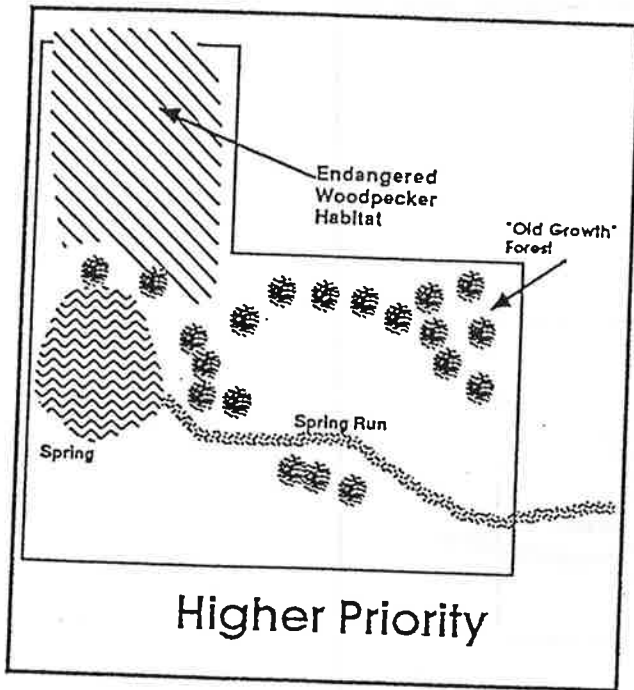 Endangered
Woodpecker
Habitat
"Old Growth"
Forest
Spring Run
Spring
Higher Priority